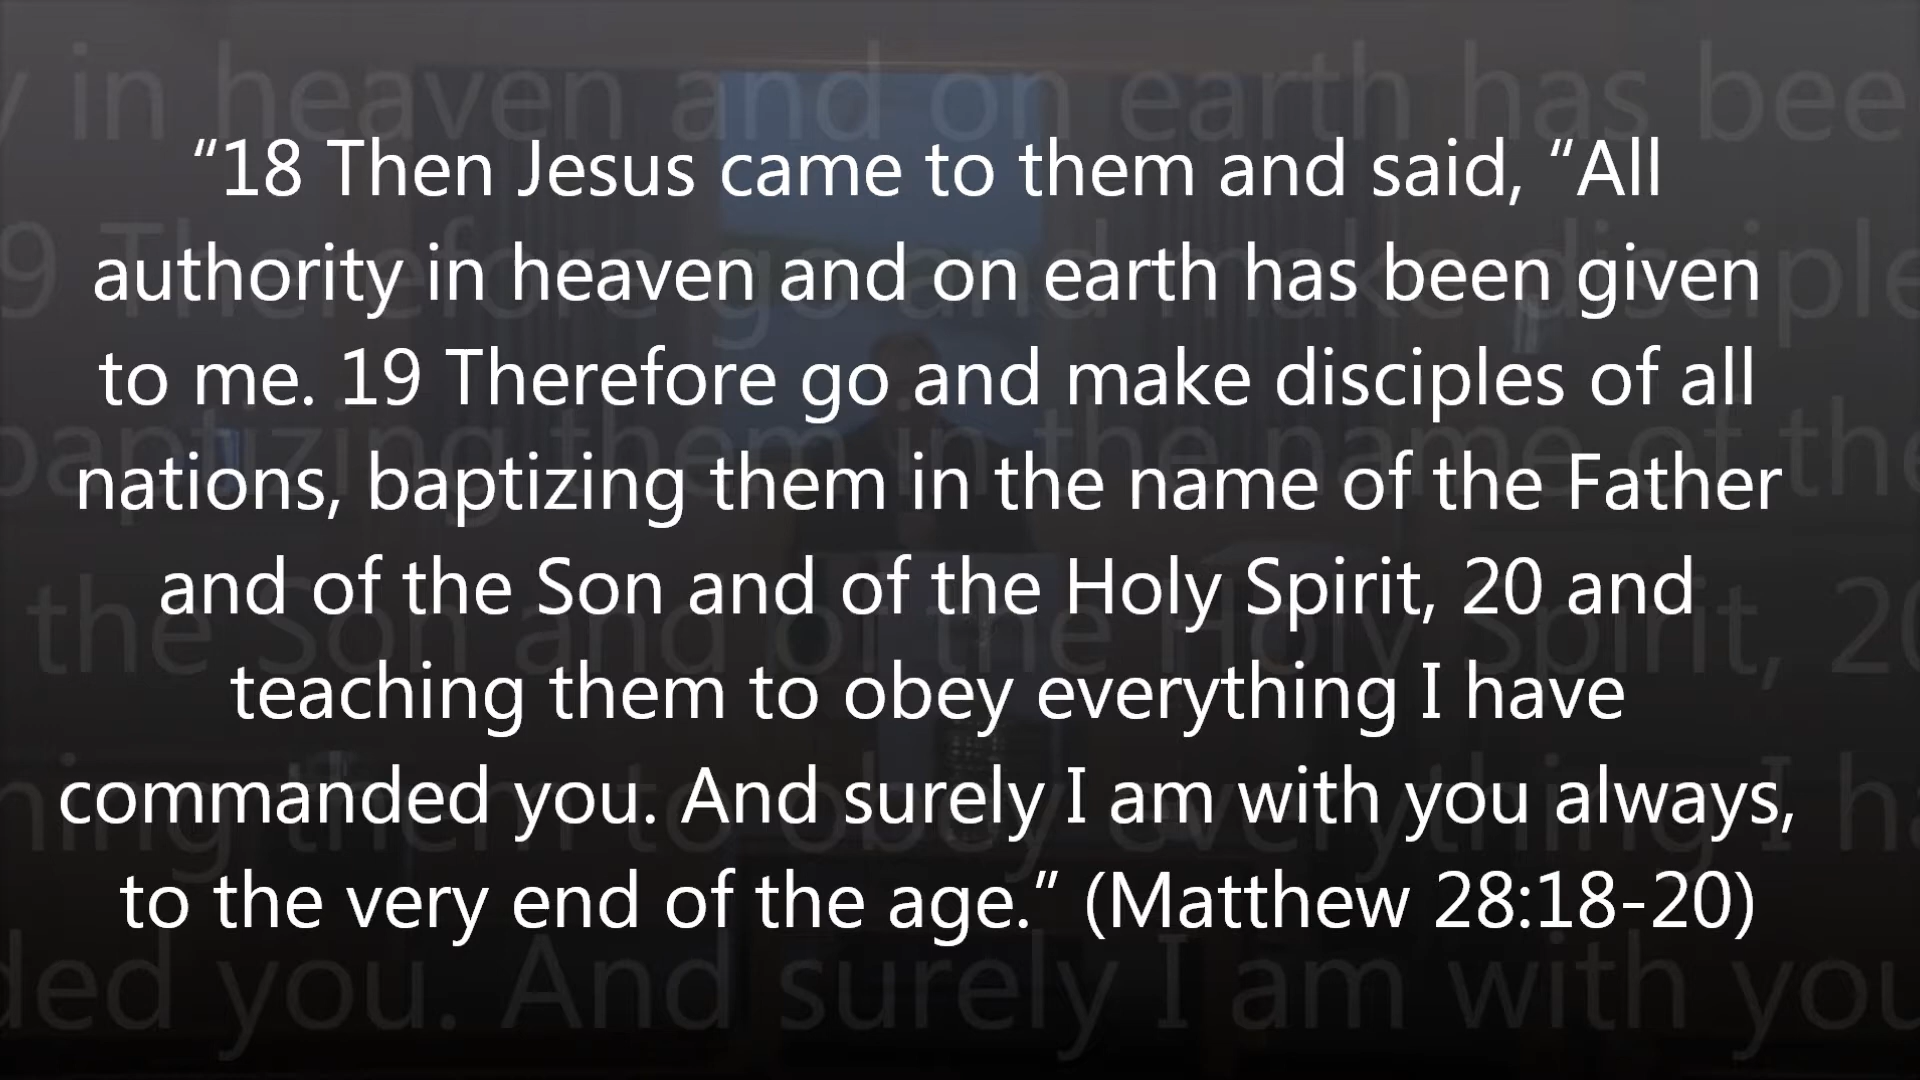 “18 Then Jesus came to them and said, “All
authority in heaven and on earth has been given
to me. 19 Therefore go and make disciples of all
nations, baptizing them in the name of the Father
and of the Son and of the Holy Spirit, 20 and
teaching them to obey everything I have
commanded you. And surely I am with you always,
to the very end of the age.” (Matthew 28:18-20)